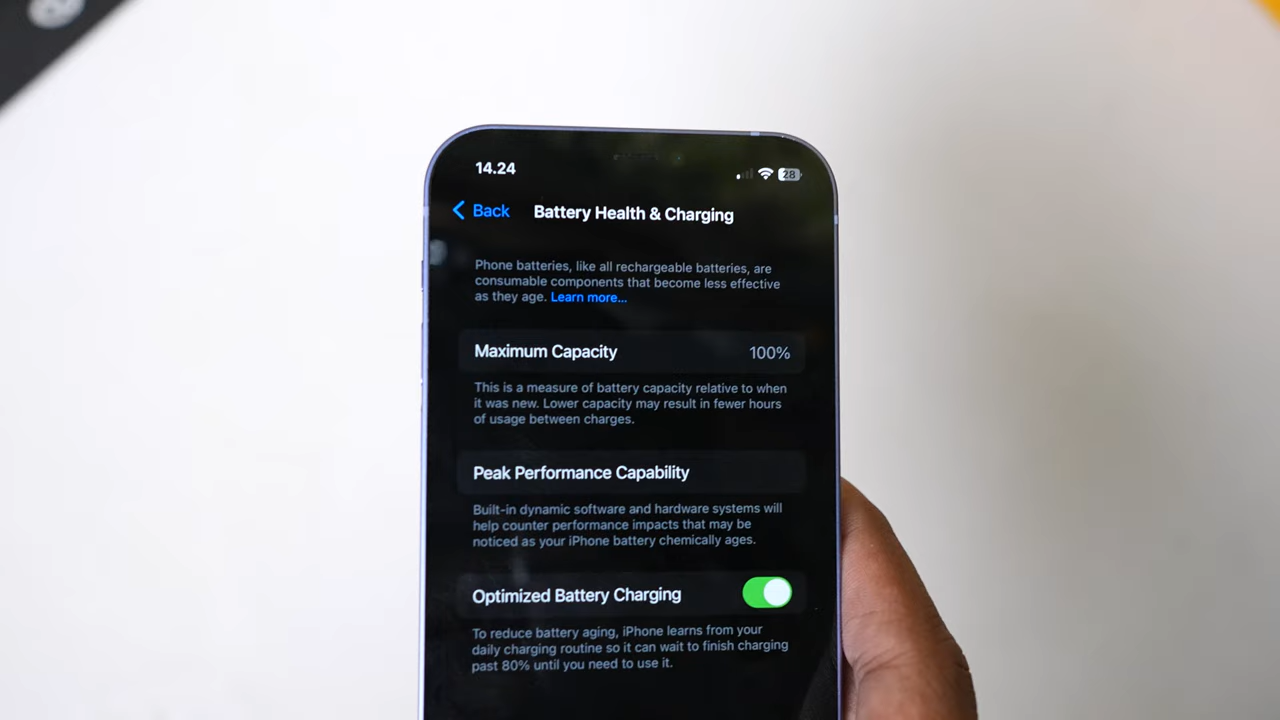 14.24
28
Back
Battery Health & Charging
Phone batteries, like all rechargeable batteries, are
consumable components that become less effective
as they age. Learn more...
Maximum Capacity 100%
This is a measure of battery capacity relative to when
it was new. Lower capacity may result in fewer hours
of usage between charges.
Peak Performance Capability
Built-in dynamic software and hardware systems will
help counter performance impacts that may be
noticed as your iPhone battery chemically ages.
Optimized Battery Charging
To reduce battery aging, iPhone learns from your
daily charging routine so it can wait to finish charging
past 80% until you need to use it.